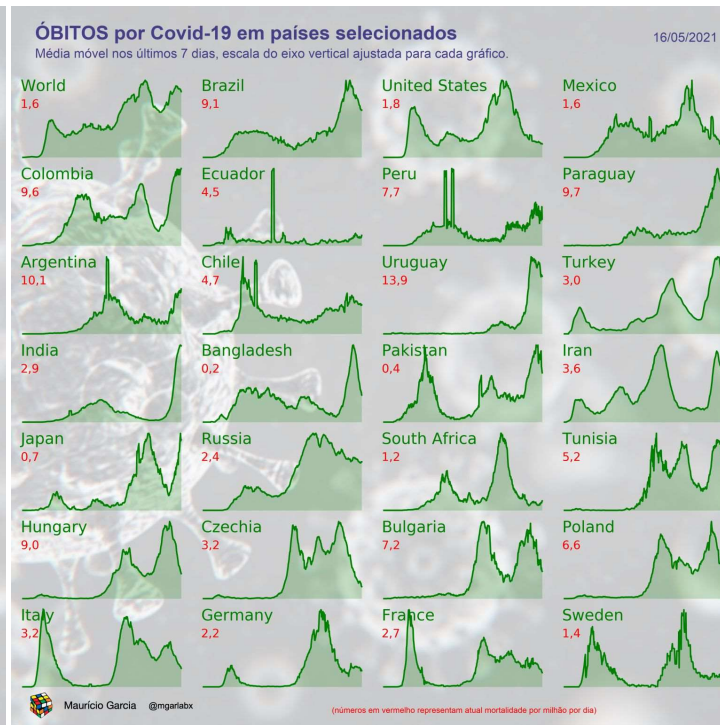 ÓBITOS por Covid-19 em países selecionados
16/05/2021
Média móvel nos últimos 7 dias, escala do eixo vertical ajustada para cada gráfico.
World
1,6
Brazil
9,1
United States
1,8
Mexico
1,6
Colombia
9,6
Ecuador
4,5
Peru
7,7
Paraguay
9,7
Argentina
10,1
Chile
4,7
Uruguay
13,9
Turkey
3,0
India
2,9
Bangladesh
0,2
Pakistan
0,4
Iran
3,6
Japan
0,7
Russia
2,4
South Africa
1,2
Tunisia
5,2
Hungary
9,0
Czechia
3,2
Bulgaria
7,2
Poland
6,6
Italy
3,2
Germany
2,2
France
2,7
Sweden
1,4
Maurício Garcia @mgarlabx
(números em vermelho representam atual mortalidade por milhão por dia)